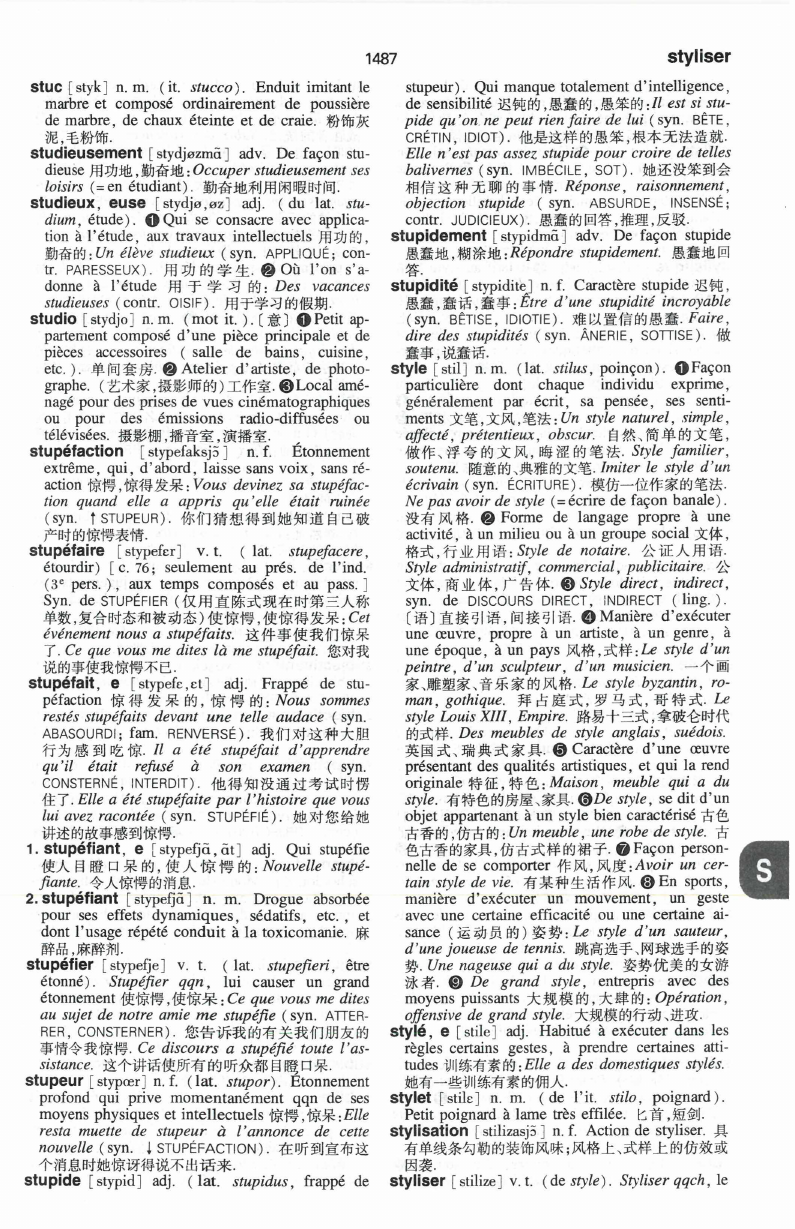 1487
styliser
stuc [styk] n. m. (it. stucco). Enduit imitant le
marbre et composé ordinairement de poussière
de marbre, de chaux éteinte et de craie. 粉饰灰
泥,毛粉饰.
studieusement [stydjøzmɑ̃] adv. De façon stu-
dieuse 用功地,勤奋地:Occuper studieusement ses
loisirs (=en étudiant). 勤奋地利用闲暇时间.
studieux, euse [stydjø,øz] adj. (du lat. stu-
dium, étude). ❶Qui se consacre avec applica-
tion à l'étude, aux travaux intellectuels 用功的,
勤奋的:Un élève studieux (syn. APPLIQUÉ; con-
tr. PARESSEUX). 用功的学生. ❷ Où l'on s'a-
donne à l'étude 用于学习的: Des vacances
studieuses (contr. OISIF). 用于学习的假期.
studio [stydjo] n. m. (mot it.).〔意〕❶Petit ap-
partement composé d'une pièce principale et de
pièces accessoires (salle de bains, cuisine,
etc.). 单间套房. ❷ Atelier d'artiste, de photo-
graphe. (艺术家,摄影师的)工作室. ❸Local amé-
nagé pour des prises de vues cinématographiques
ou pour des émissions radio-diffusées ou
télévisées. 摄影棚,播音室,演播室.
stupéfaction [stypefaksjɔ̃] n. f. Étonnement
extrême, qui, d'abord, laisse sans voix, sans ré-
action 惊愕,惊得发呆:Vous devinez sa stupéfac-
tion quand elle a appris qu'elle était ruinée
(syn. ↑STUPEUR). 你们猜想得到她知道自己破
产时的惊愕表情.
stupéfaire [stypefɛr] v. t. (lat. stupefacere,
étourdir) [c. 76; seulement au prés. de l'ind.
(3e pers.), aux temps composés et au pass.]
Syn. de STUPÉFIER (仅用直陈式现在时第三人称
单数,复合时态和被动态) 使惊愕,使惊得发呆:Cet
événement nous a stupéfaits. 这件事使我们惊呆
了. Ce que vous me dites là me stupéfait. 您对我
说的事使我惊愕不已.
stupéfait, e [stypefɛ,ɛt] adj. Frappé de stu-
péfaction 惊得发呆的,惊愕的: Nous sommes
restés stupéfaits devant une telle audace (syn.
ABASOURDI; fam. RENVERSÉ). 我们对这种大胆
行为感到吃惊. Il a été stupéfait d'apprendre
qu'il était refusé à son examen (syn.
CONSTERNÉ, INTERDIT). 他得知没通过考试时愣
住了. Elle a été stupéfaite par l'histoire que vous
lui avez racontée (syn. STUPÉFIÉ). 她对您给她
讲述的故事感到惊愕.
1. stupéfiant, e [stypefjɑ̃,ɑ̃t] adj. Qui stupéfie
使人目瞪口呆的,使人惊愕的: Nouvelle stupé-
fiante. 令人惊愕的消息.
2. stupéfiant [stypefjɑ̃] n. m. Drogue absorbée
pour ses effets dynamiques, sédatifs, etc., et
dont l'usage répété conduit à la toxicomanie. 麻
醉品,麻醉剂.
stupéfier [stypefje] v. t. (lat. stupefieri, être
étonné). Stupéfier qqn, lui causer un grand
étonnement 使惊愕,使惊呆:Ce que vous me dites
au sujet de notre amie me stupéfie (syn. ATTER-
RER, CONSTERNER). 您告诉我的有关我们朋友的
事情令我惊愕. Ce discours a stupéfié toute l'as-
sistance. 这个讲话使所有的听众都目瞪口呆.
stupeur [stypœr] n. f. (lat. stupor). Étonnement
profond qui prive momentanément qqn de ses
moyens physiques et intellectuels 惊愕,惊呆:Elle
resta muette de stupeur à l'annonce de cette
nouvelle (syn. ↓STUPÉFACTION). 在听到宣布这
个消息时她惊讶得说不出话来.
stupide [stypid] adj. (lat. stupidus, frappé de
stupeur). Qui manque totalement d'intelligence,
de sensibilité 迟钝的,愚蠢的,愚笨的:Il est si stu-
pide qu'on ne peut rien faire de lui (syn. BÊTE,
CRÉTIN, IDIOT). 他是这样的愚笨,根本无法造就.
Elle n'est pas assez stupide pour croire de telles
balivernes (syn. IMBÉCILE, SOT). 她还没笨到会
相信这种无聊的事情. Réponse, raisonnement,
objection stupide (syn. ABSURDE, INSENSÉ;
contr. JUDICIEUX). 愚蠢的回答,推理,反驳.
stupidement [stypidmɑ̃] adv. De façon stupide
愚蠢地,糊涂地:Répondre stupidement. 愚蠢地回
答.
stupidité [stypidite] n. f. Caractère stupide 迟钝,
愚蠢,蠢话,蠢事:Être d'une stupidité incroyable
(syn. BÊTISE, IDIOTIE). 难以置信的愚蠢. Faire,
dire des stupidités (syn. ÂNERIE, SOTTISE). 做
蠢事,说蠢话.
style [stil] n. m. (lat. stilus, poinçon). ❶Façon
particulière dont chaque individu exprime,
généralement par écrit, sa pensée, ses senti-
ments 文笔,文风,笔法:Un style naturel, simple,
affecté, prétentieux, obscur. 自然、简单的文笔,
做作、浮夸的文风,晦涩的笔法. Style familier,
soutenu. 随意的、典雅的文笔. Imiter le style d'un
écrivain (syn. ÉCRITURE). 模仿一位作家的笔法.
Ne pas avoir de style (=écrire de façon banale).
没有风格. ❷ Forme de langage propre à une
activité, à un milieu ou à un groupe social 文体,
格式,行业用语:Style de notaire. 公证人用语.
Style administratif, commercial, publicitaire. 公
文体,商业体,广告体. ❸ Style direct, indirect,
syn. de DISCOURS DIRECT, INDIRECT (ling.).
〔语〕直接引语,间接引语. ❹ Manière d'exécuter
une œuvre, propre à un artiste, à un genre, à
une époque, à un pays 风格,式样:Le style d'un
peintre, d'un sculpteur, d'un musicien. 一个画
家、雕塑家、音乐家的风格. Le style byzantin, ro-
man, gothique. 拜占庭式,罗马式,哥特式. Le
style Louis XIII, Empire. 路易十三式,拿破仑时代
的式样. Des meubles de style anglais, suédois.
英国式、瑞典式家具. ❺ Caractère d'une œuvre
présentant des qualités artistiques, et qui la rend
originale 特征,特色:Maison, meuble qui a du
style. 有特色的房屋、家具. ❻De style, se dit d'un
objet appartenant à un style bien caractérisé 古色
古香的,仿古的:Un meuble, une robe de style. 古
色古香的家具,仿古式样的裙子. ❼ Façon person-
nelle de se comporter 作风,风度:Avoir un cer-
tain style de vie. 有某种生活作风. ❽ En sports,
manière d'exécuter un mouvement, un geste
avec une certaine efficacité ou une certaine ai-
sance (运动员的)姿势:Le style d'un sauteur,
d'une joueuse de tennis. 跳高选手、网球选手的姿
势. Une nageuse qui a du style. 姿势优美的女游
泳者. ❾ De grand style, entrepris avec des
moyens puissants 大规模的,大肆的: Opération,
offensive de grand style. 大规模的行动、进攻.
stylé, e [stile] adj. Habitué à exécuter dans les
règles certains gestes, à prendre certaines atti-
tudes 训练有素的:Elle a des domestiques stylés.
她有一些训练有素的佣人.
stylet [stilɛ] n. m. (de l'it. stilo, poignard).
Petit poignard à lame très effilée. 匕首,短剑.
stylisation [stilizasjɔ̃] n. f. Action de styliser. 具
有单线条勾勒的装饰风味;风格上、式样上的仿效或
因袭.
styliser [stilize] v. t. (de style). Styliser qqch, le
S